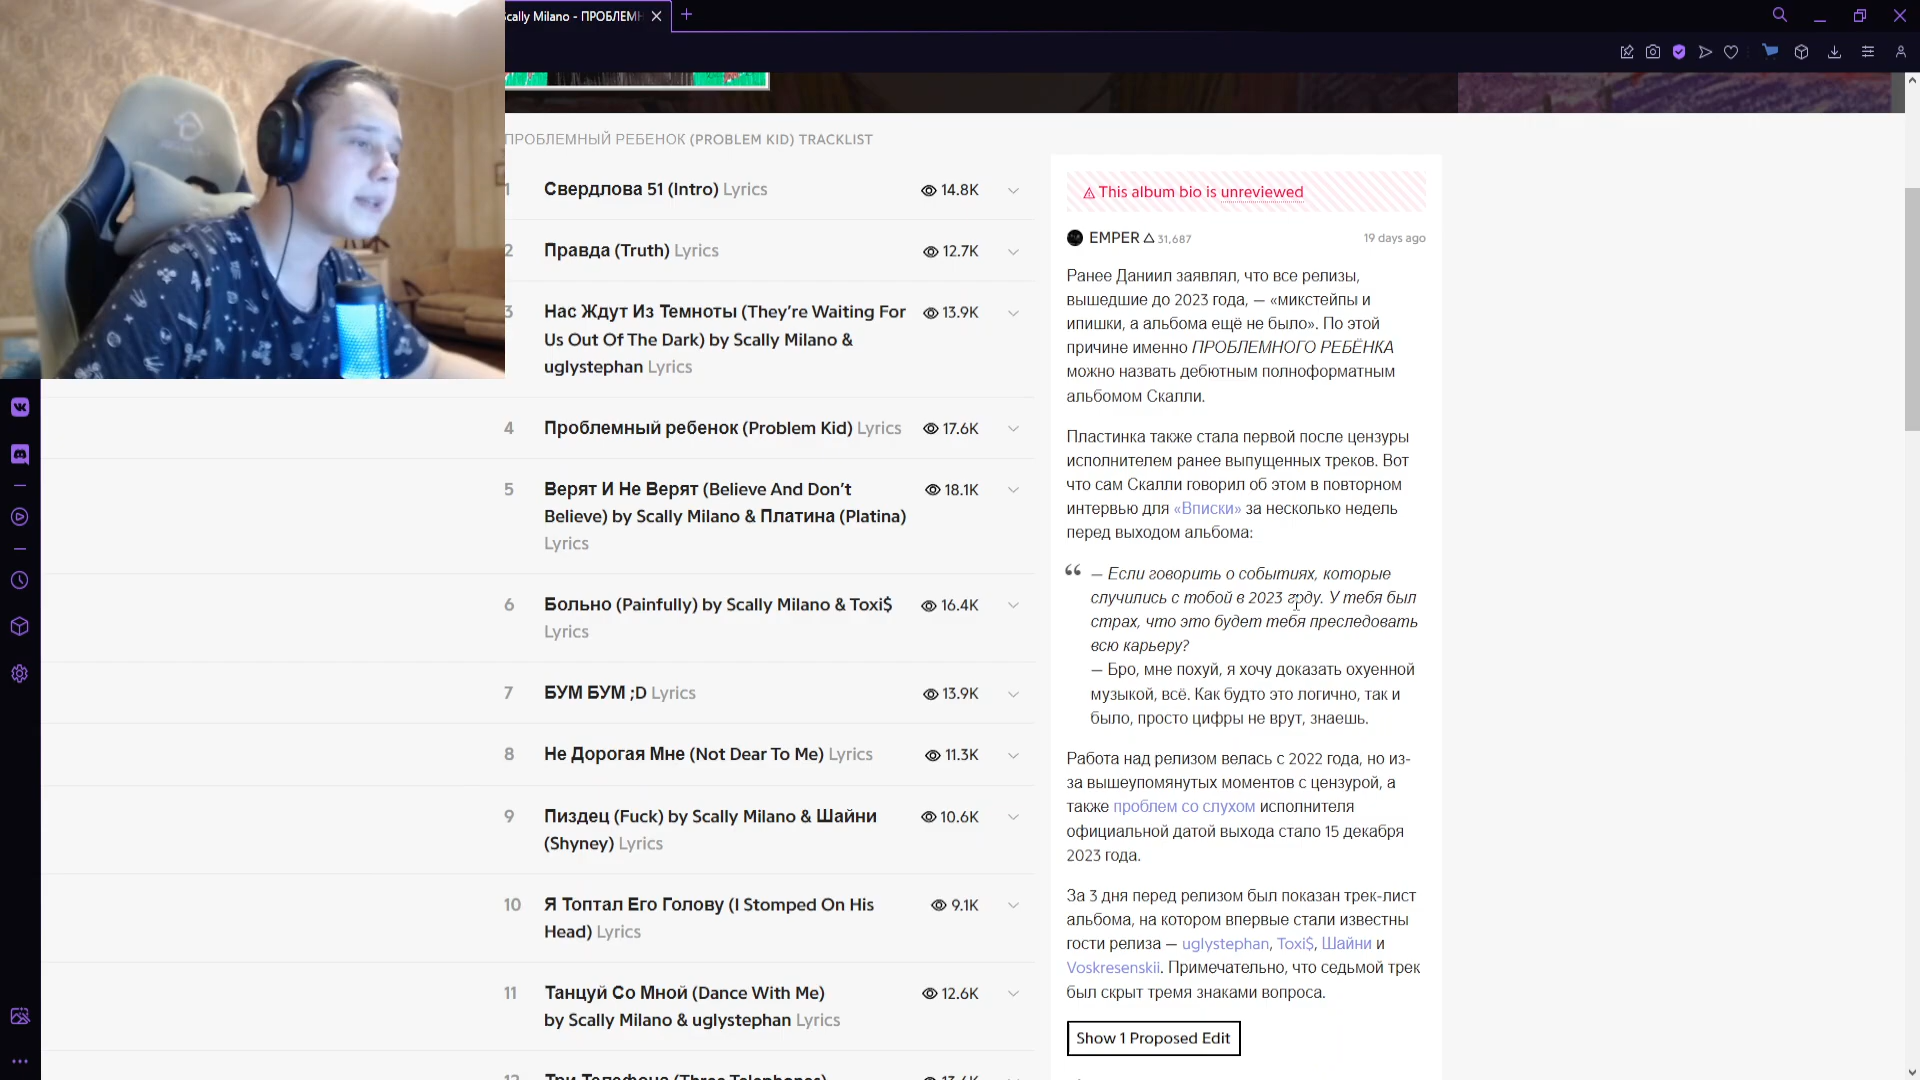 Scally Milano - ПРОБЛЕМН
ПРОБЛЕМНЫЙ РЕБЕНОК (PROBLEM KID) TRACKLIST
1 Свердлова 51 (Intro) Lyrics 14.8K
2 Правда (Truth) Lyrics 12.7K
3 Нас Ждут Из Темноты (They're Waiting For 13.9K
Us Out Of The Dark) by Scally Milano &
uglystephan Lyrics
4 Проблемный ребенок (Problem Kid) Lyrics 17.6K
5 Верят И Не Верят (Believe And Don't 18.1K
Believe) by Scally Milano & Платина (Platina)
Lyrics
6 Больно (Painfully) by Scally Milano & Toxi$ 16.4K
Lyrics
7 БУМ БУМ ;D Lyrics 13.9K
8 Не Дорогая Мне (Not Dear To Me) Lyrics 11.3K
9 Пиздец (Fuck) by Scally Milano & Шайни 10.6K
(Shyney) Lyrics
10 Я Топтал Его Голову (I Stomped On His 9.1K
Head) Lyrics
11 Танцуй Со Мной (Dance With Me) 12.6K
by Scally Milano & uglystephan Lyrics
This album bio is unreviewed
EMPER 31,687 19 days ago
Ранее Даниил заявлял, что все релизы,
вышедшие до 2023 года, — «микстейпы и
ипишки, а альбома ещё не было». По этой
причине именно ПРОБЛЕМНОГО РЕБЁНКА
можно назвать дебютным полноформатным
альбомом Скалли.
Пластинка также стала первой после цензуры
исполнителем ранее выпущенных треков. Вот
что сам Скалли говорил об этом в повторном
интервью для «Вписки» за несколько недель
перед выходом альбома:
“ — Если говорить о событиях, которые
случились с тобой в 2023 году. У тебя был
страх, что это будет тебя преследовать
всю карьеру?
— Бро, мне похуй, я хочу доказать охуенной
музыкой, всё. Как будто это логично, так и
было, просто цифры не врут, знаешь.
Работа над релизом велась с 2022 года, но из-
за вышеупомянутых моментов с цензурой, а
также проблем со слухом исполнителя
официальной датой выхода стало 15 декабря
2023 года.
За 3 дня перед релизом был показан трек-лист
альбома, на котором впервые стали известны
гости релиза — uglystephan, Toxi$, Шайни и
Voskresenskii. Примечательно, что седьмой трек
был скрыт тремя знаками вопроса.
Show 1 Proposed Edit